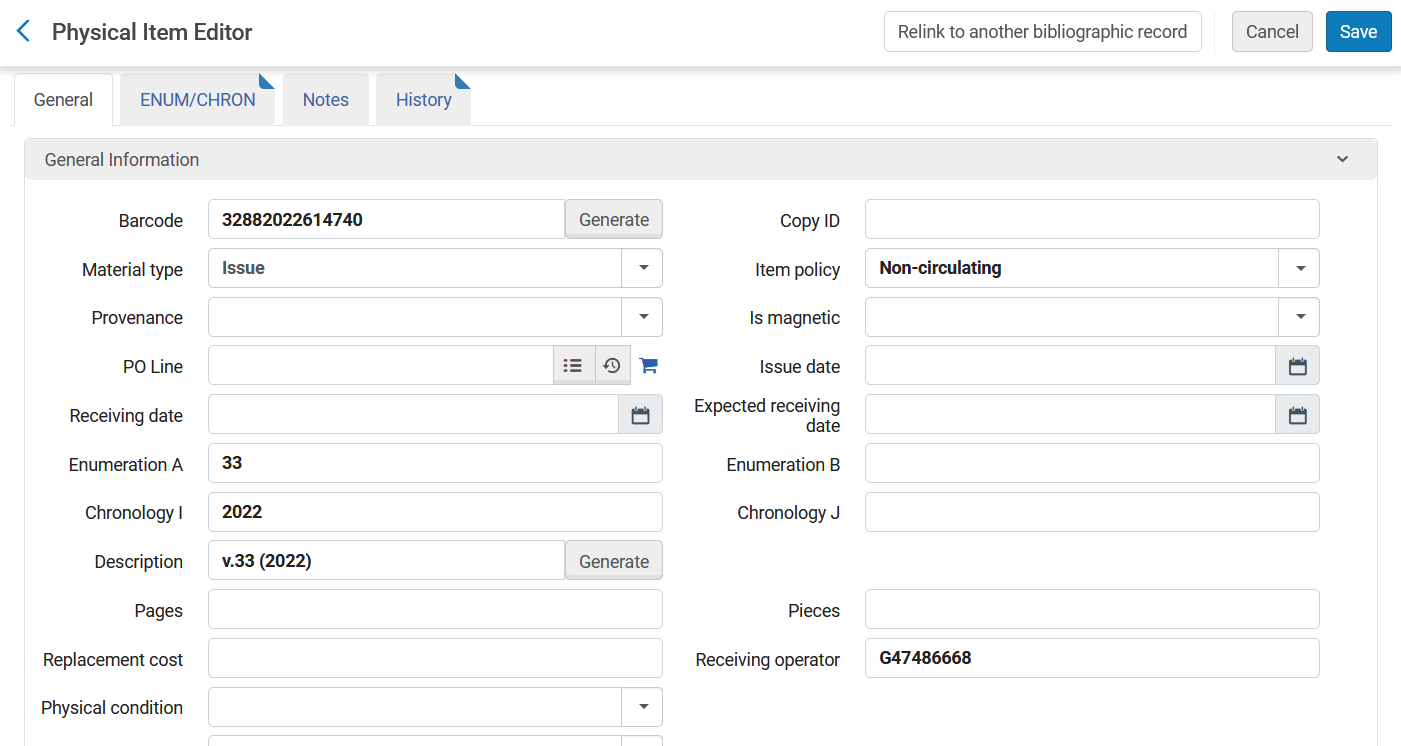 Physical Item Editor
Relink to another bibliographic record
Cancel
Save
General
ENUM/CHRON
Notes
History
General Information
Barcode
32882022614740
Generate
Copy ID
Material type
Issue
Item policy
Non-circulating
Provenance
Is magnetic
PO Line
Issue date
Receiving date
Expected receiving
date
Enumeration A
33
Enumeration B
Chronology I
2022
Chronology J
Description
v.33 (2022)
Generate
Pages
Pieces
Replacement cost
Receiving operator
G47486668
Physical condition